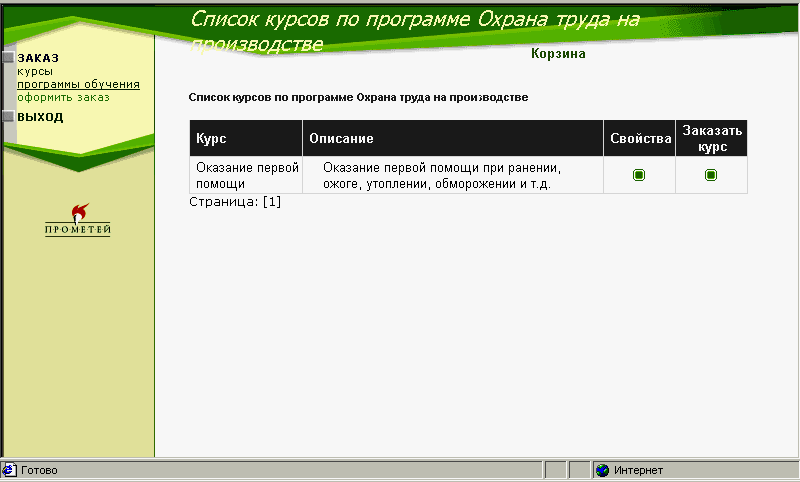 Список курсов по программе Охрана труда на
производстве
Корзина
ЗАКАЗ
курсы
программы обучения
оформить заказ
ВЫХОД
ПРОМЕТЕЙ
Список курсов по программе Охрана труда на производстве
Курс Описание Свойства Заказать
курс
Оказание первой Оказание первой помощи при ранении,
помощи ожоге, утоплении, обморожении и т.д.
Страница: [1]
Готово Интернет